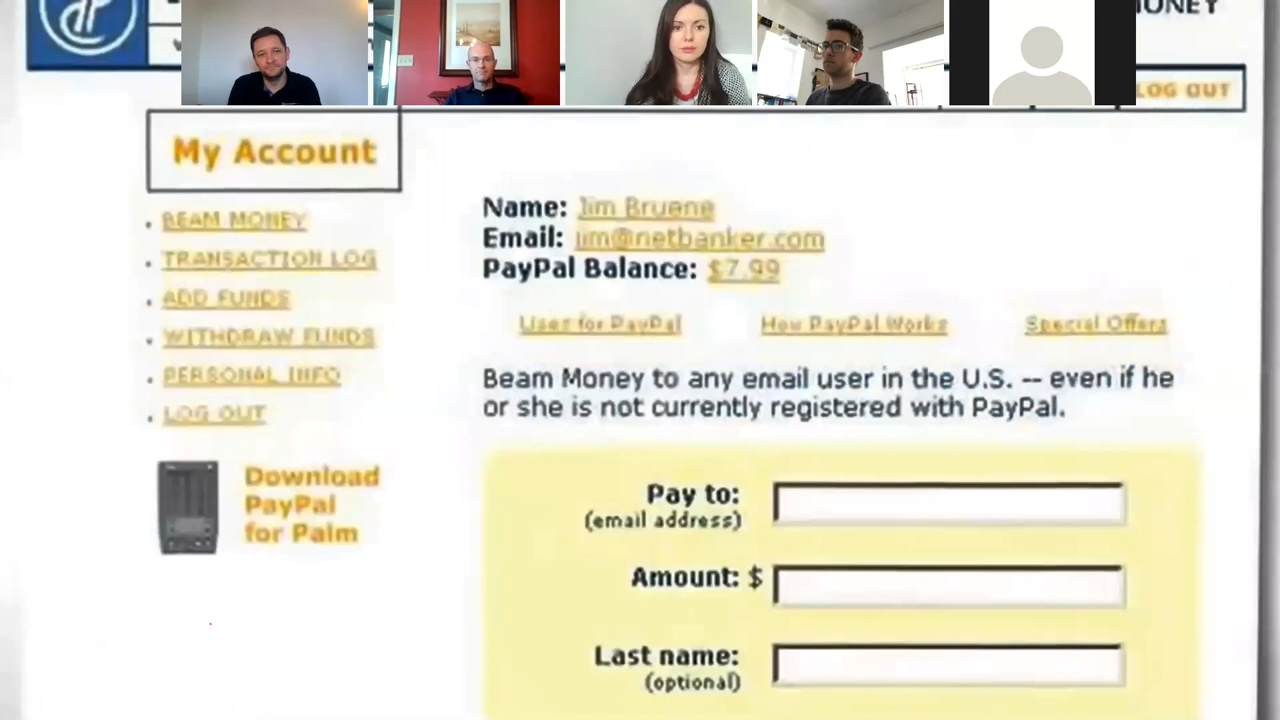 LOG OUT
My Account
BEAM MONEY
TRANSACTION LOG
ADD FUNDS
WITHDRAW FUNDS
PERSONAL INFO
LOG OUT
Download
PayPal
for Palm
Name: Jim Bruene
Email: jim@netbanker.com
PayPal Balance: $7.99
Uses for PayPal How PayPal Works Special Offers
Beam Money to any email user in the U.S. -- even if he
or she is not currently registered with PayPal.
Pay to:
(email address)
Amount: $
Last name:
(optional)